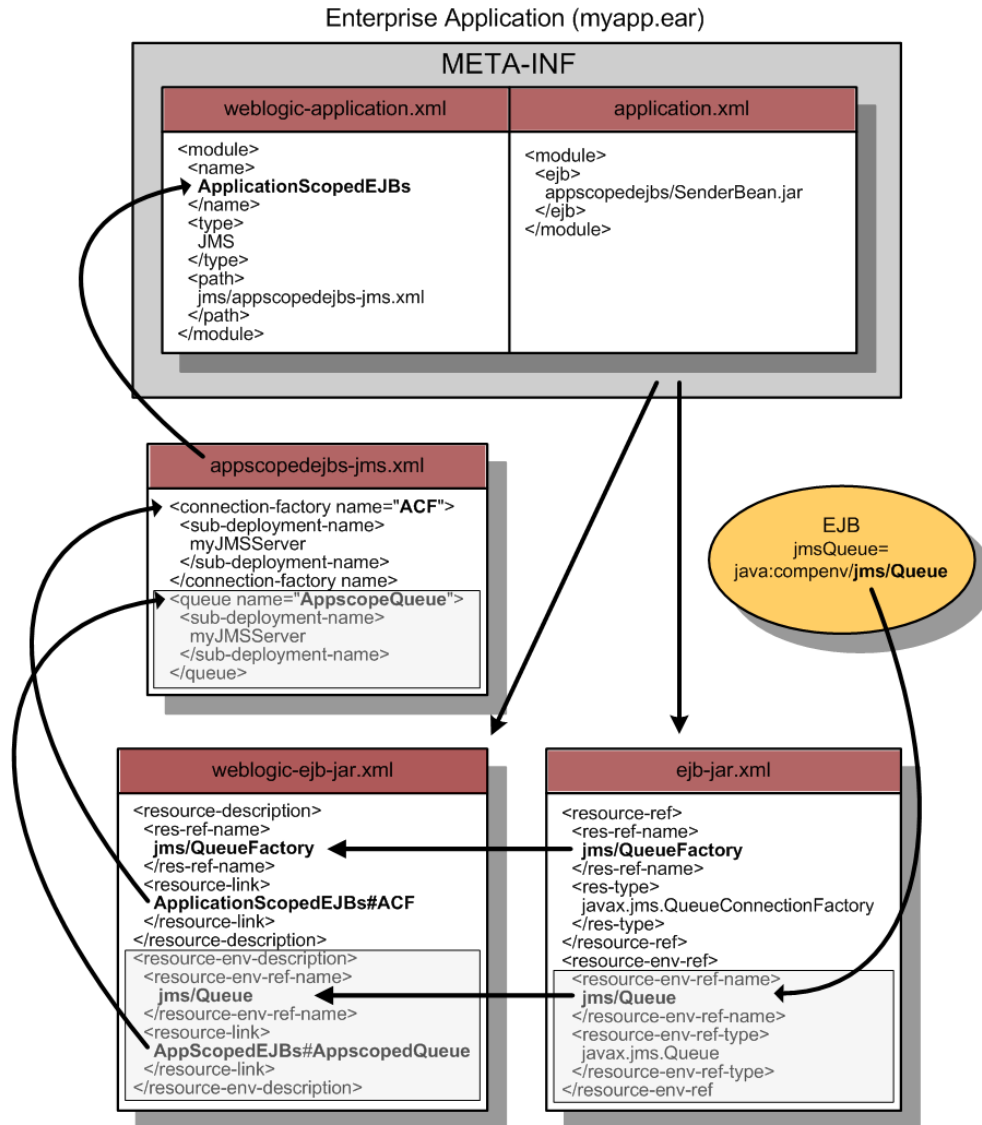 Enterprise Application (myapp.ear)
META-INF
weblogic-application.xml
<module>
<name>
ApplicationScopedEJBs
</name>
<type>
JMS
</type>
<path>
jms/appscopedejbs-jms.xml
</path>
</module>
application.xml
<module>
<ejb>
appscopedejbs/SenderBean.jar
</ejb>
</module>
appscopedejbs-jms.xml
<connection-factory name="ACF">
<sub-deployment-name>
myJMSServer
</sub-deployment-name>
</connection-factory name>
<queue name="AppscopeQueue">
<sub-deployment-name>
myJMSServer
</sub-deployment-name>
</queue>
EJB
jmsQueue=
java:compenv/jms/Queue
weblogic-ejb-jar.xml
<resource-description>
<res-ref-name>
jms/QueueFactory
</res-ref-name>
<resource-link>
ApplicationScopedEJBs#ACF
</resource-link>
</resource-description>
<resource-env-description>
<resource-env-ref-name>
jms/Queue
</resource-env-ref-name>
<resource-link>
AppScopedEJBs#AppscopedQueue
</resource-link>
</resource-env-description>
ejb-jar.xml
<resource-ref>
<res-ref-name>
jms/QueueFactory
</res-ref-name>
<res-type>
javax.jms.QueueConnectionFactory
</res-type>
</resource-ref>
<resource-env-ref>
<resource-env-ref-name>
jms/Queue
</resource-env-ref-name>
<resource-env-ref-type>
javax.jms.Queue
</resource-env-ref-type>
</resource-env-ref